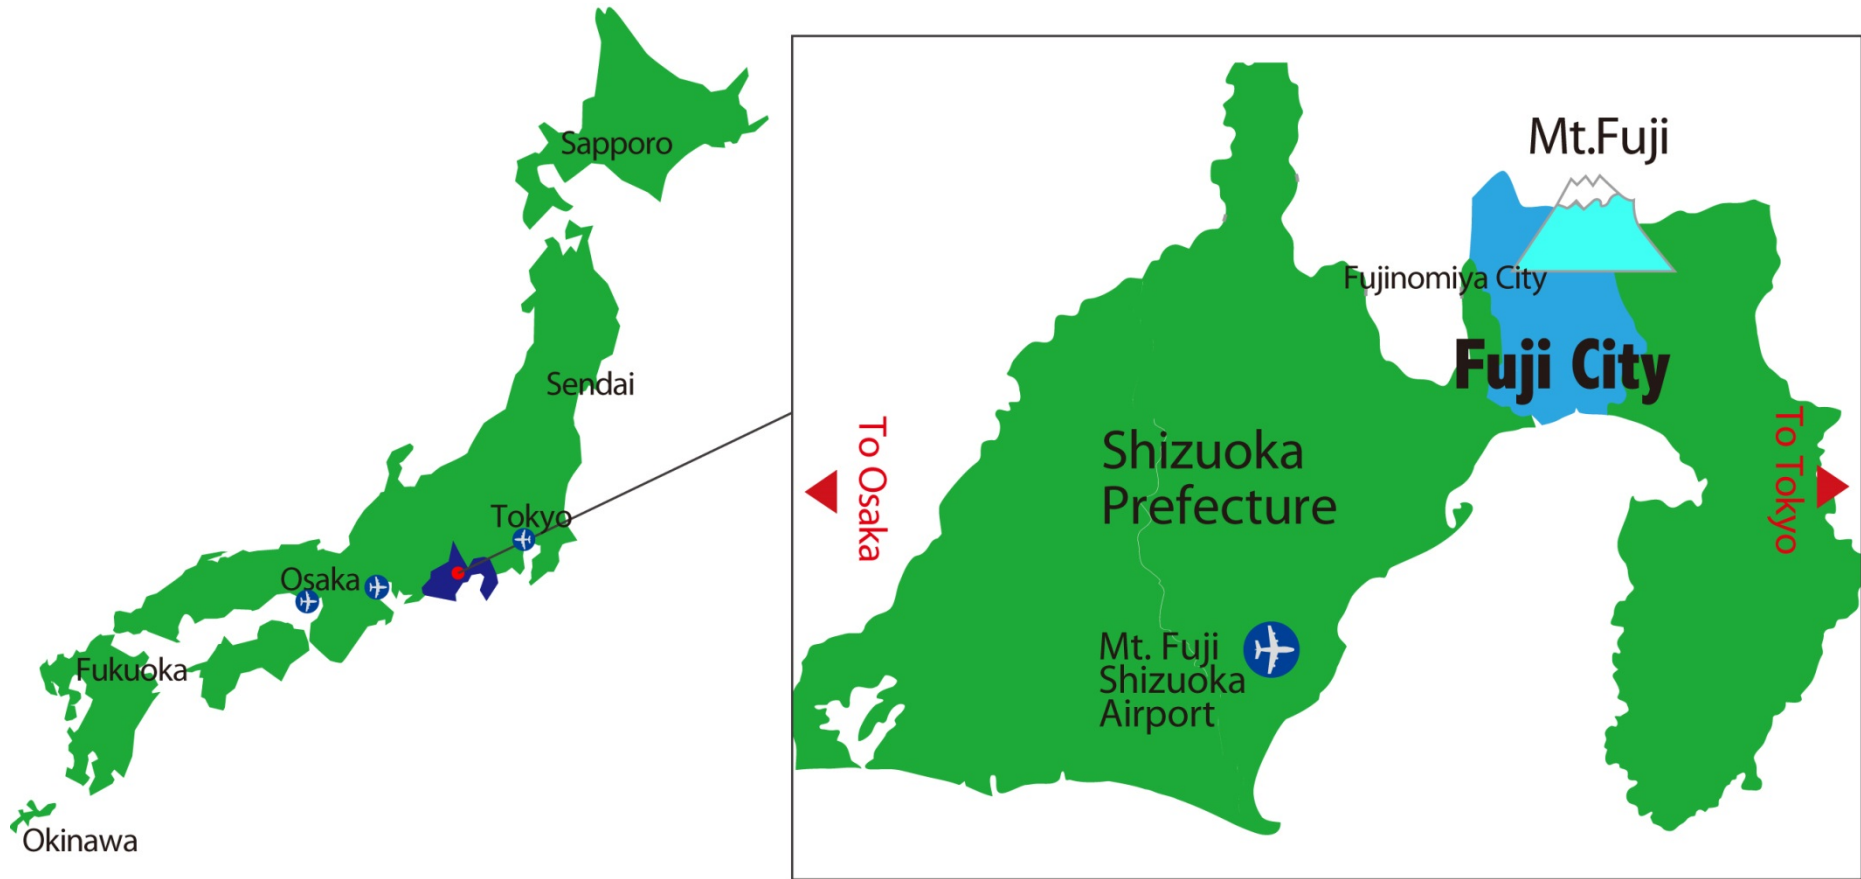 Sapporo
Sendai
Tokyo
Osaka
Fukuoka
Okinawa
Mt.Fuji
Fujinomiya City
Fuji City
To Osaka
Shizuoka
Prefecture
To Tokyo
Mt. Fuji
Shizuoka
Airport